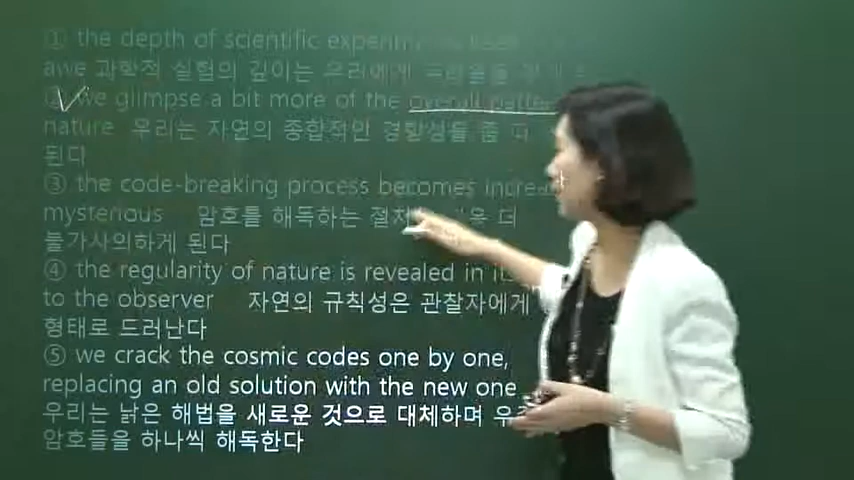 ① the depth of scientific
awe 과학적 실험의 깊이는 우리에게
② we glimpse a bit more of the overall
nature 우리는 자연의 종합적인 경향성을 좀 더
된다
③ the code-breaking process becomes
mysterious 암호를 해독하는 더
불가사의하게 된다
④ the regularity of nature is revealed in
to the observer 자연의 규칙성은 관찰자에게
형태로 드러난다
⑤ we crack the cosmic codes one by one,
replacing an old solution with the new one
우리는 낡은 해법을 새로운 것으로 대체하며
암호들을 하나씩 해독한다